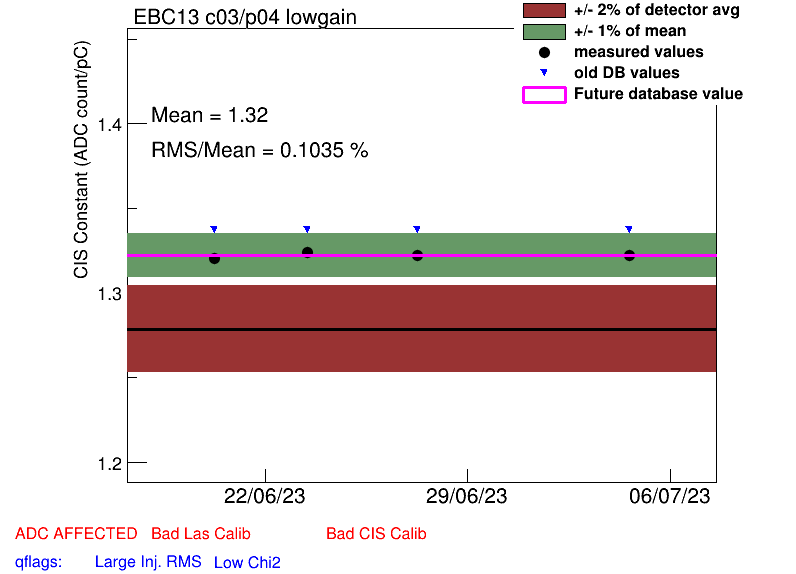 EBC13 c03/p04 lowgain
+/- 2% of detector avg
+/- 1% of mean
measured values
old DB values
Future database value
CIS Constant (ADC count/pC)
Mean = 1.32
RMS/Mean = 0.1035 %
1.4
1.3
1.2
22/06/23 29/06/23 06/07/23
ADC AFFECTED Bad Las Calib Bad CIS Calib
qflags: Large Inj. RMS Low Chi2